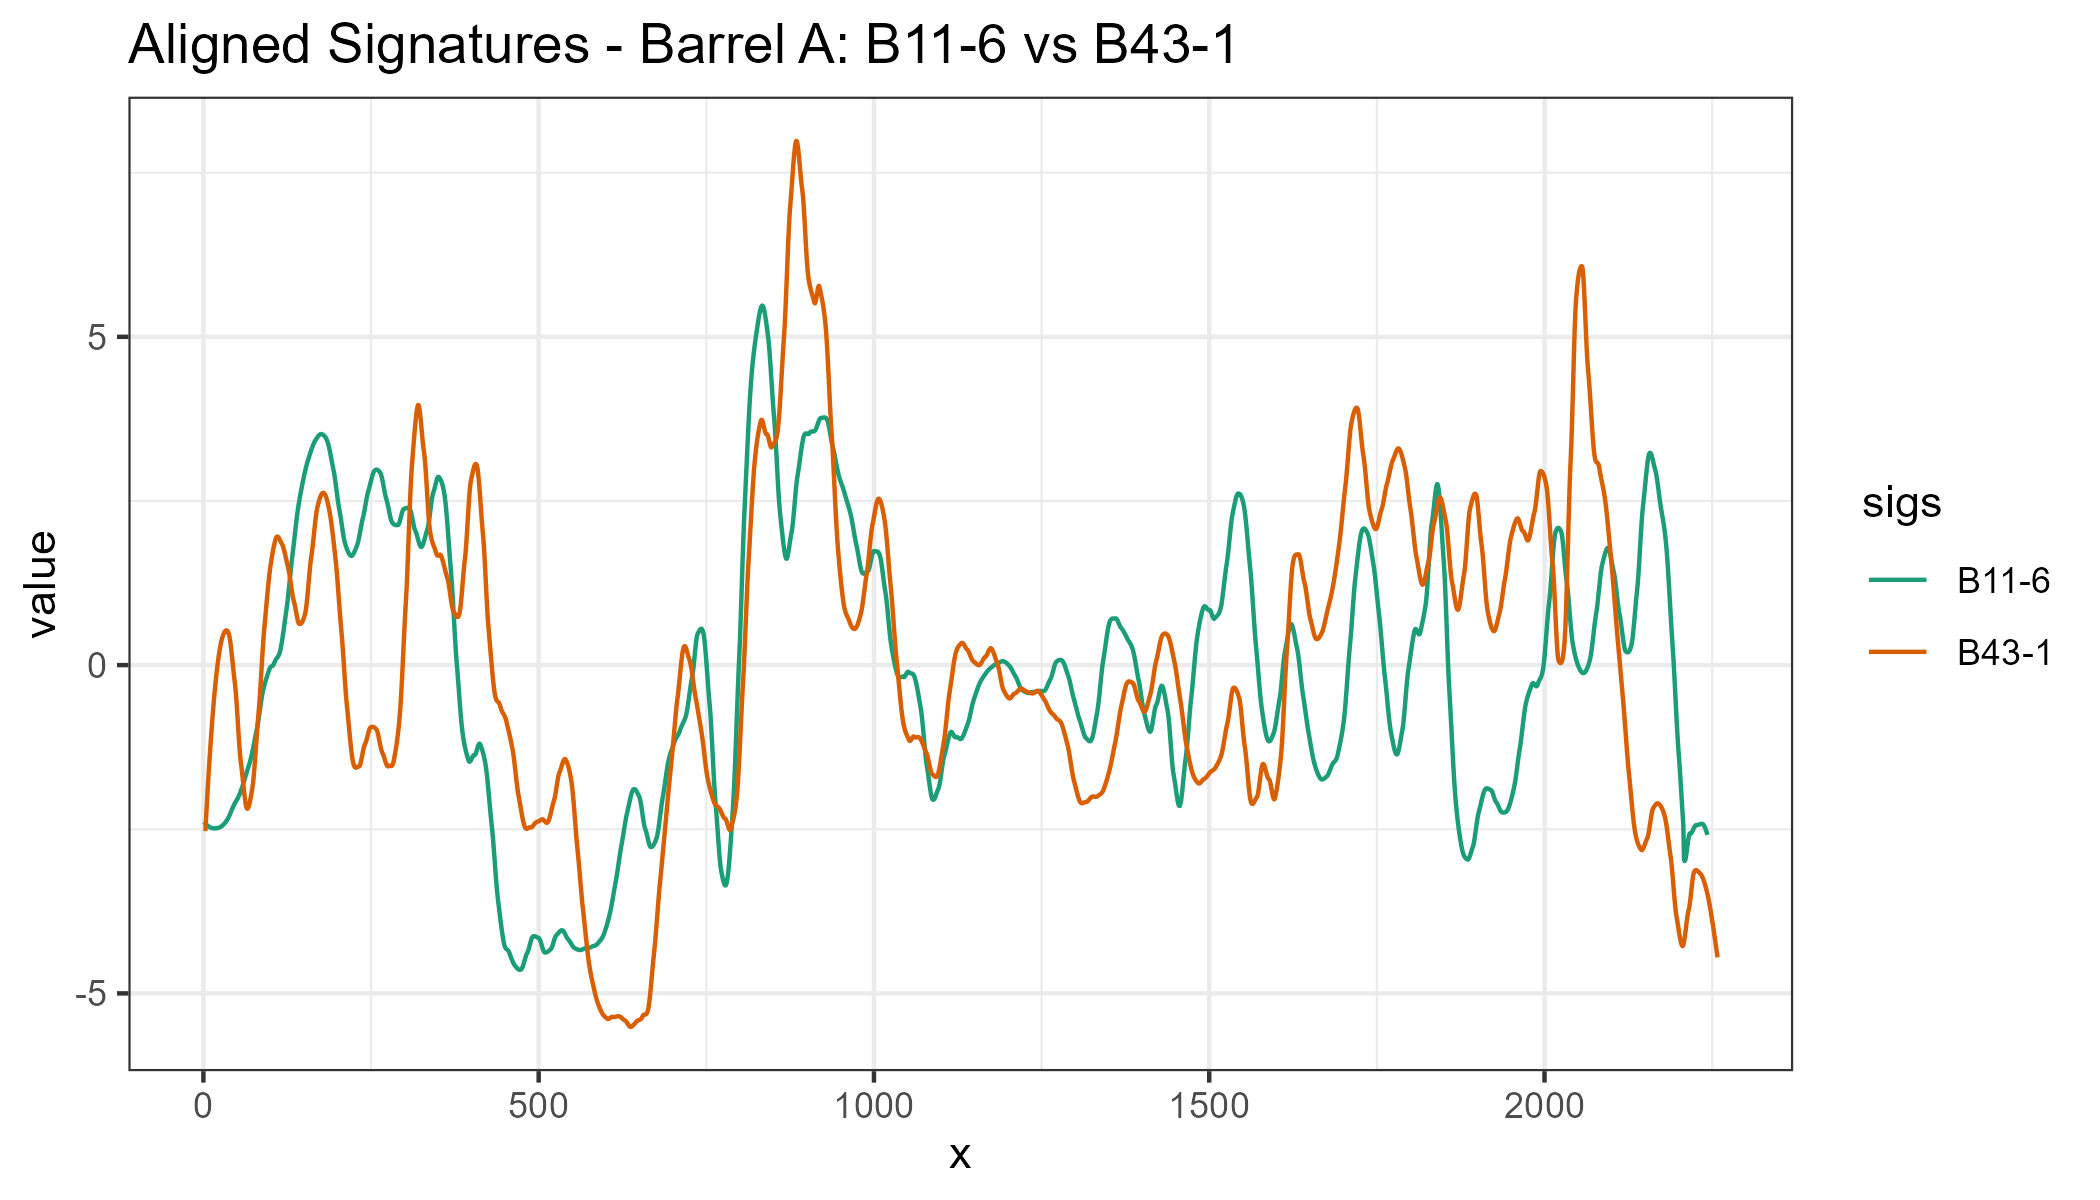 Aligned Signatures - Barrel A: B11-6 vs B43-1
value
5
0
-5
0 500 1000 1500 2000
x
sigs
B11-6
B43-1